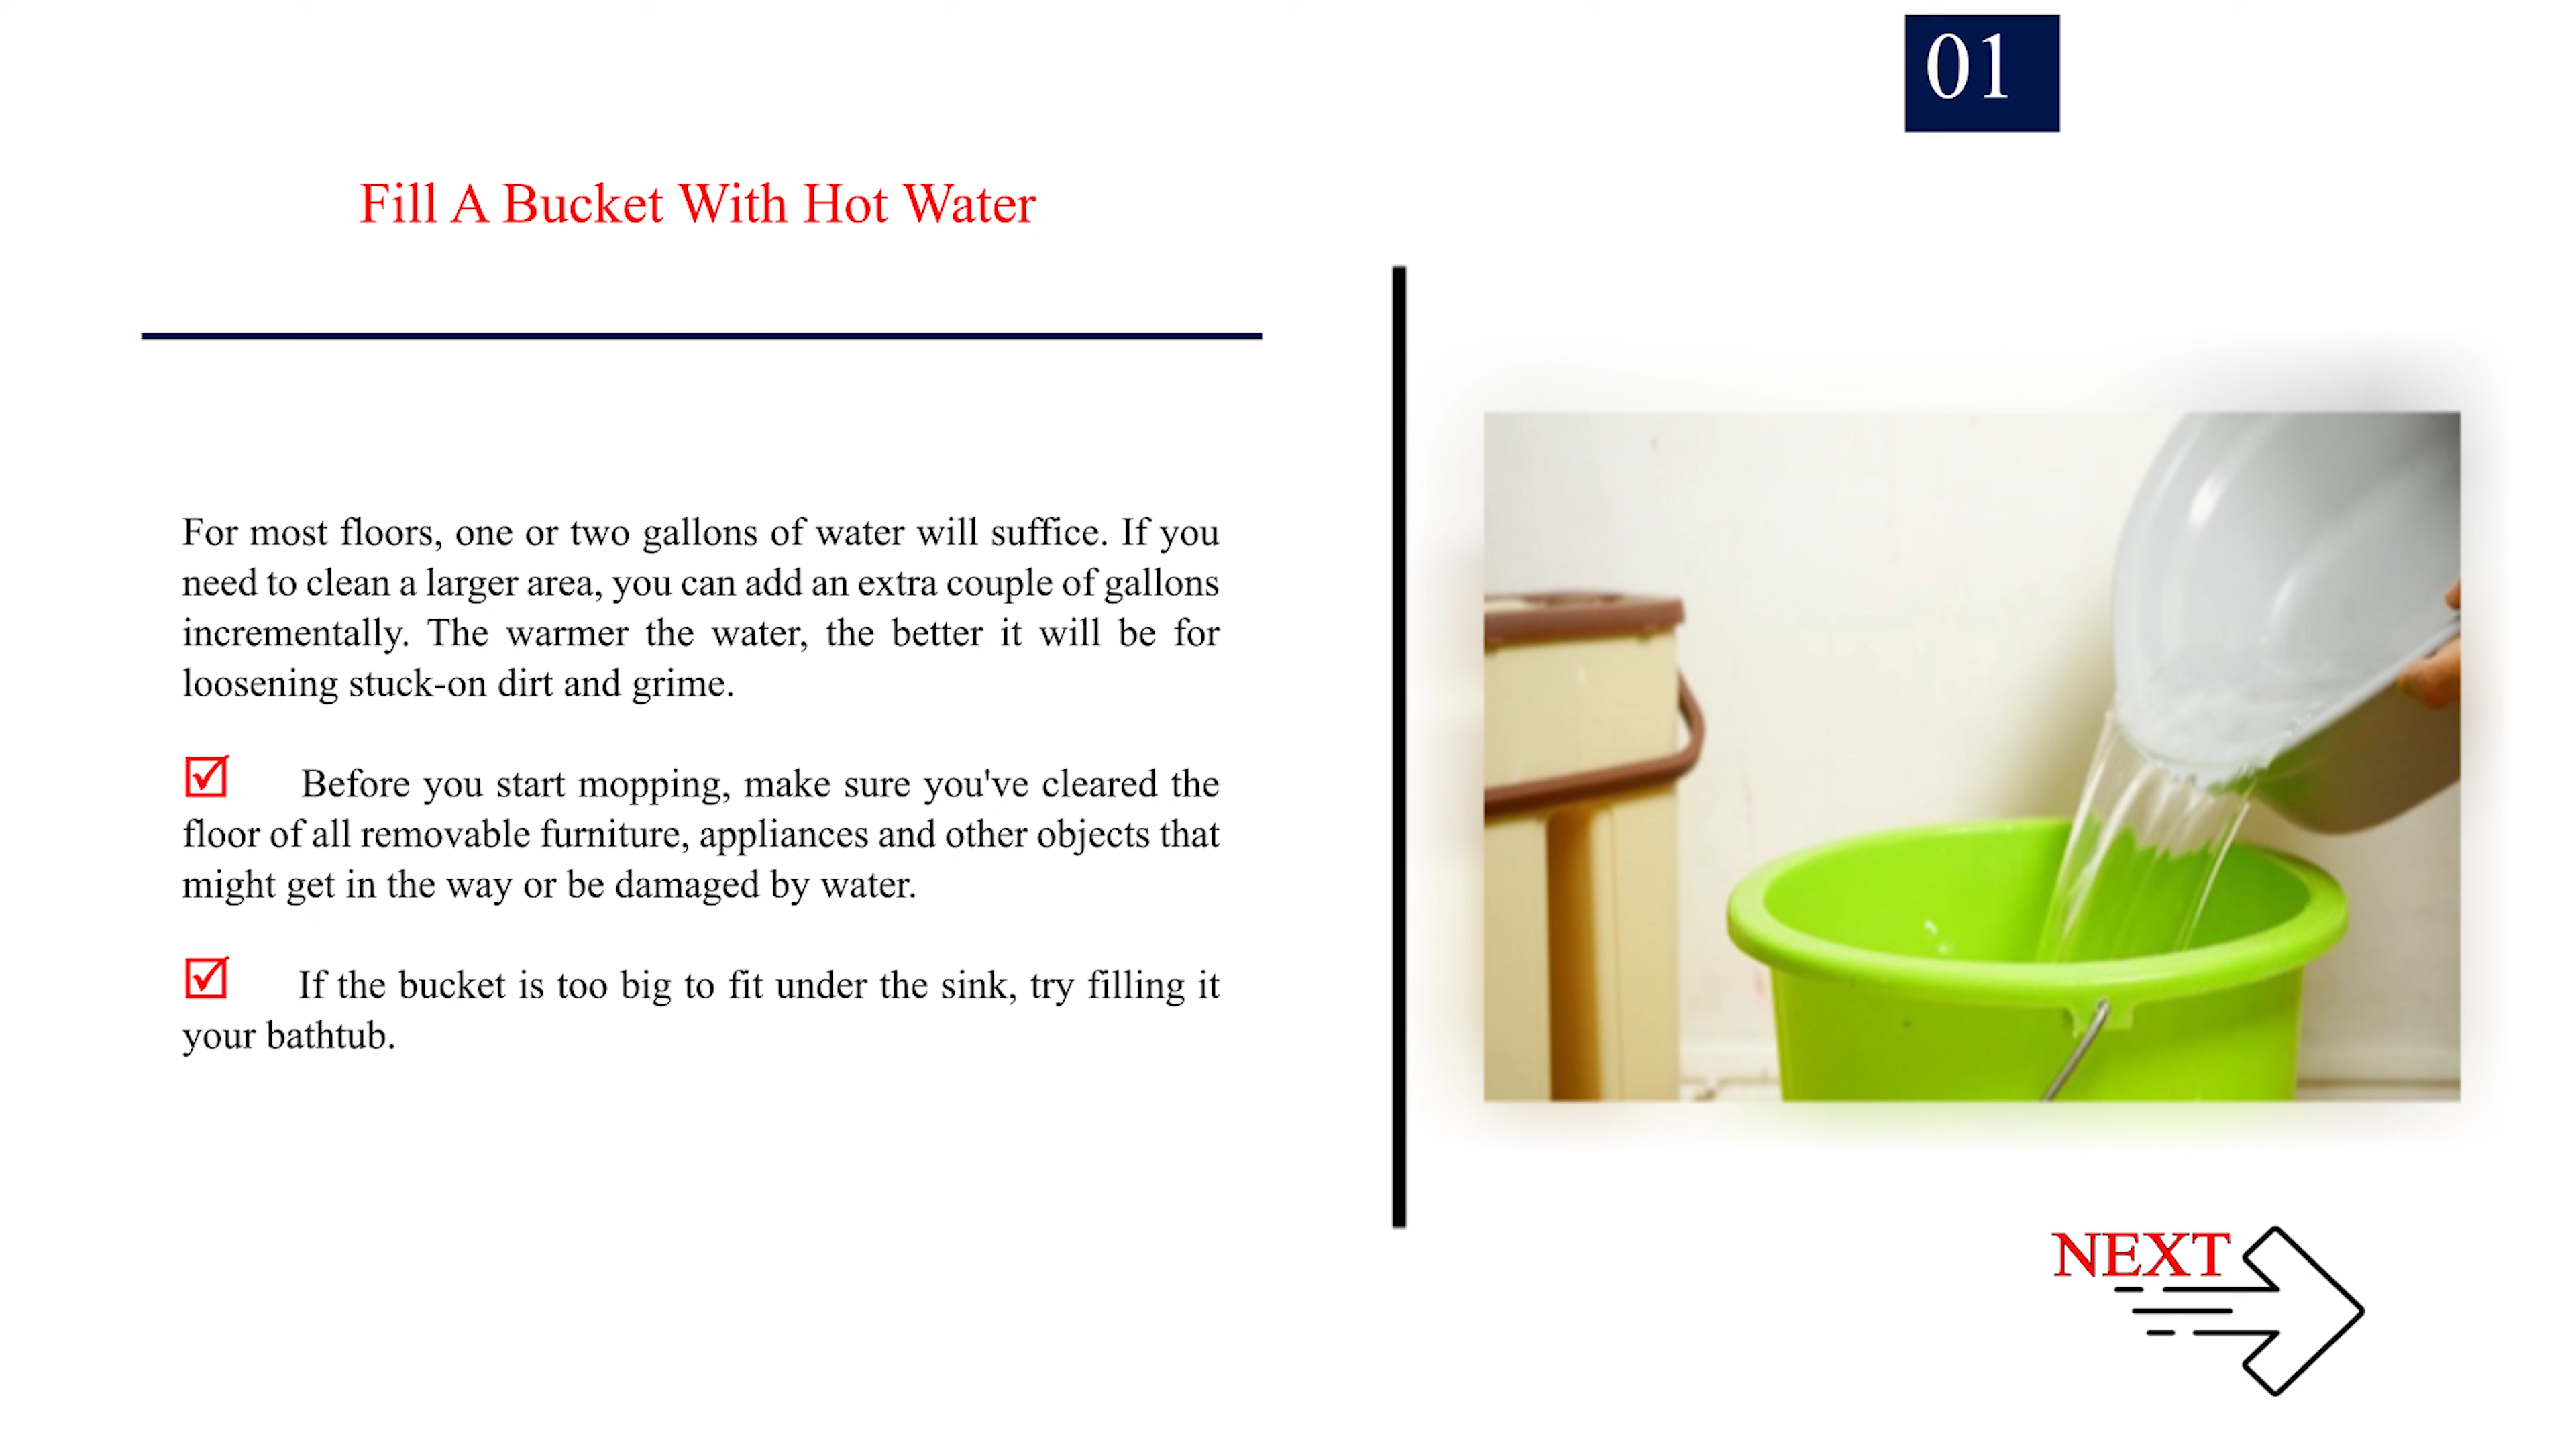 01
Fill A Bucket With Hot Water
For most floors, one or two gallons of water will suffice. If you
need to clean a larger area, you can add an extra couple of gallons
incrementally. The warmer the water, the better it will be for
loosening stuck-on dirt and grime.
Before you start mopping, make sure you've cleared the
floor of all removable furniture, appliances and other objects that
might get in the way or be damaged by water.
If the bucket is too big to fit under the sink, try filling it
your bathtub.
NEXT